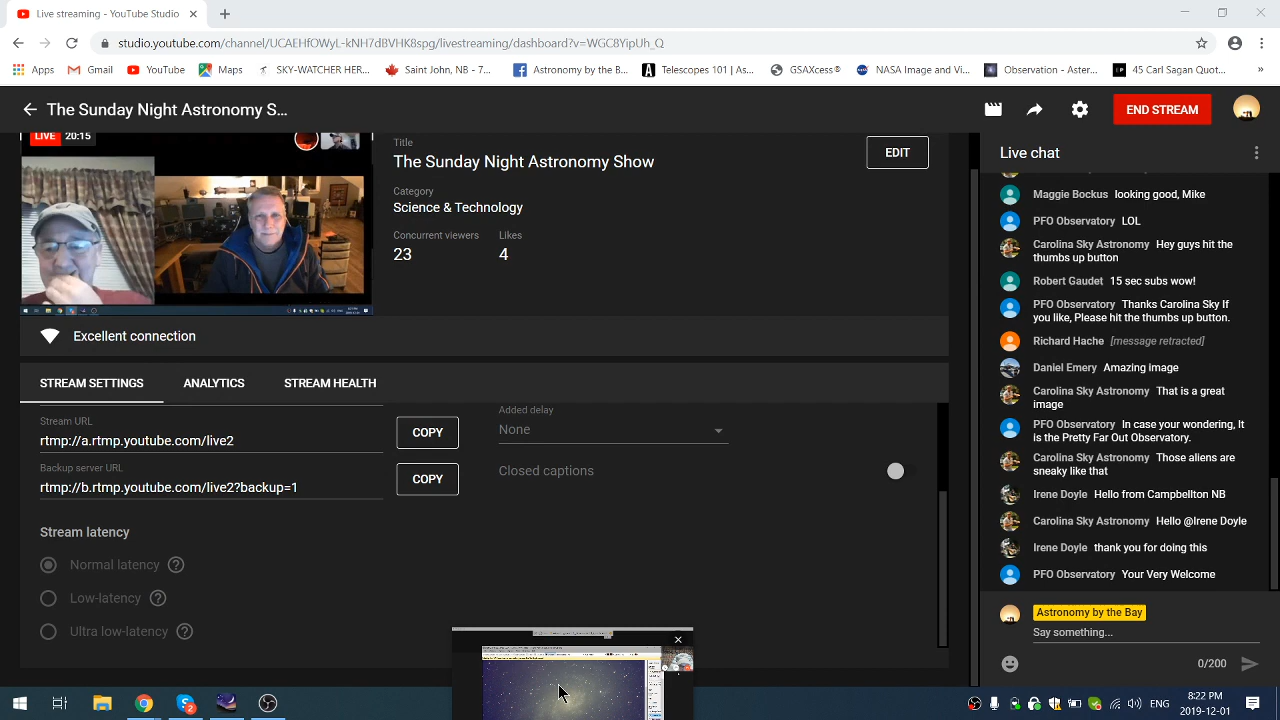 Live streaming - YouTube Studio
studio.youtube.com/channel/UCAEHfOWyL-kNH7dBVHK8spg/livestreaming/dashboard?v=WGC8YipUh_Q
Apps Gmail YouTube Maps SKY-WATCHER HER... Saint John, NB - 7... Astronomy by the B... Telescopes 101 | As... GSAXcess® NASA Image and Vi... Observation - Aster... 45 Carl Sagan Quot... »
The Sunday Night Astronomy S...
END STREAM
LIVE 20:15
Title
The Sunday Night Astronomy Show
EDIT
Category
Science & Technology
Concurrent viewers Likes
23 4
Excellent connection
STREAM SETTINGS ANALYTICS STREAM HEALTH
Stream URL
rtmp://a.rtmp.youtube.com/live2
COPY
Backup server URL
rtmp://b.rtmp.youtube.com/live2?backup=1
COPY
Added delay
None
Closed captions
Stream latency
Normal latency ?
Low-latency ?
Ultra low-latency ?
Live chat
Maggie Bockus looking good, Mike
PFO Observatory LOL
Carolina Sky Astronomy Hey guys hit the
thumbs up button
Robert Gaudet 15 sec subs wow!
PFO Observatory Thanks Carolina Sky If
you like, Please hit the thumbs up button.
Richard Hache [message retracted]
Daniel Emery Amazing image
Carolina Sky Astronomy That is a great
image
PFO Observatory In case your wondering, It
is the Pretty Far Out Observatory.
Carolina Sky Astronomy Those aliens are
sneaky like that
Irene Doyle Hello from Campbellton NB
Carolina Sky Astronomy Hello @Irene Doyle
Irene Doyle thank you for doing this
PFO Observatory Your Very Welcome
Astronomy by the Bay
Say something...
0/200
2
ENG
8:22 PM
2019-12-01